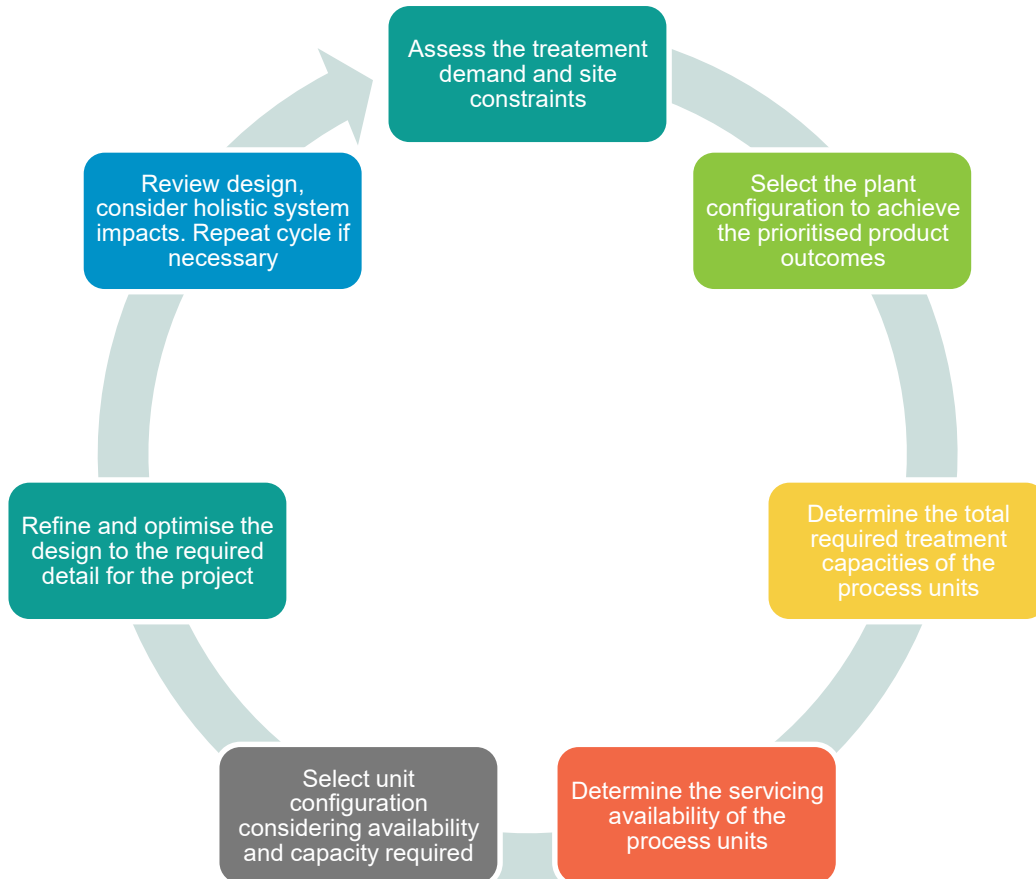 Assess the treatement
demand and site
constraints
Select the plant
configuration to achieve
the prioritised product
outcomes
Determine the total
required treatment
capacities of the
process units
Determine the servicing
availability of the
process units
Select unit
configuration
considering availability
and capacity required
Refine and optimise the
design to the required
detail for the project
Review design,
consider holistic system
impacts. Repeat cycle if
necessary